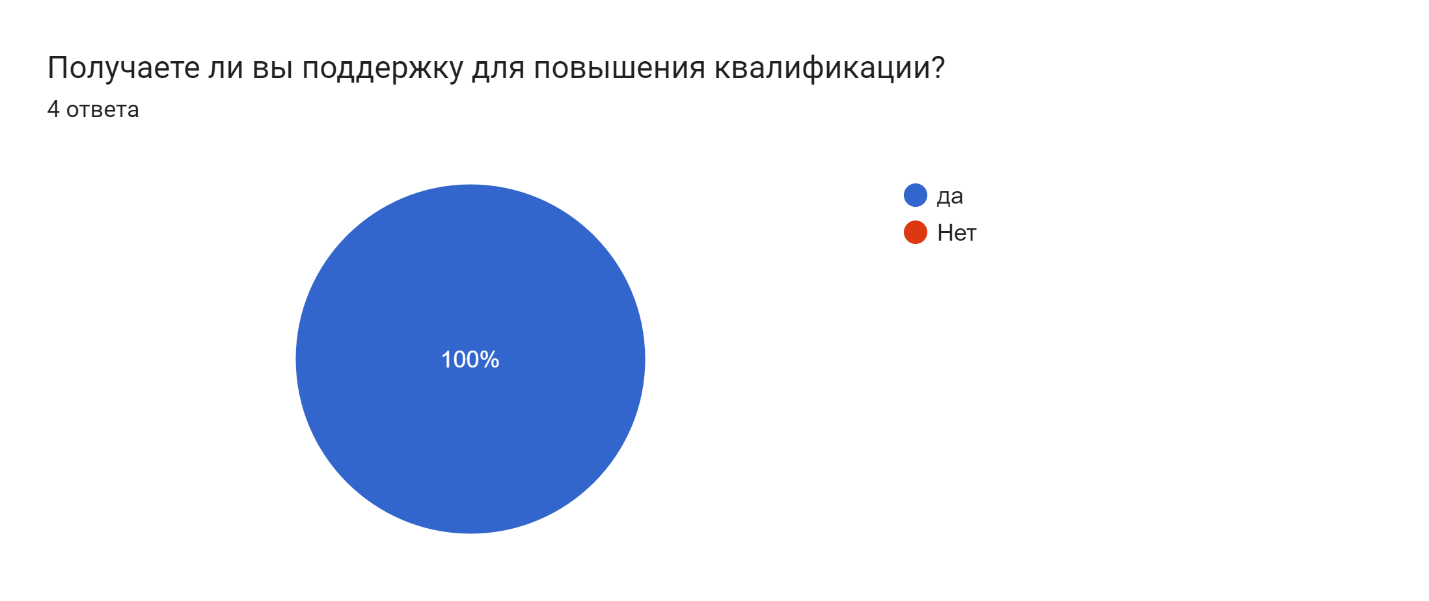 Получаете ли вы поддержку для повышения квалификации?
4 ответа
да
Нет
100%